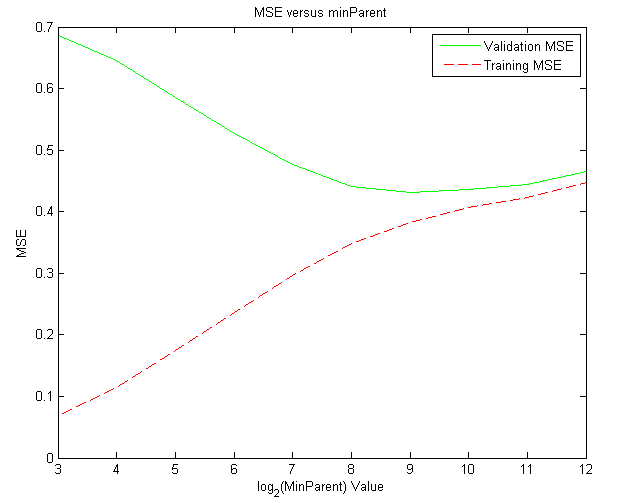 MSE versus minParent
Validation MSE
Training MSE
0.7
0.6
0.5
0.4
0.3
0.2
0.1
0
MSE
3 4 5 6 7 8 9 10 11 12
log2(MinParent) Value